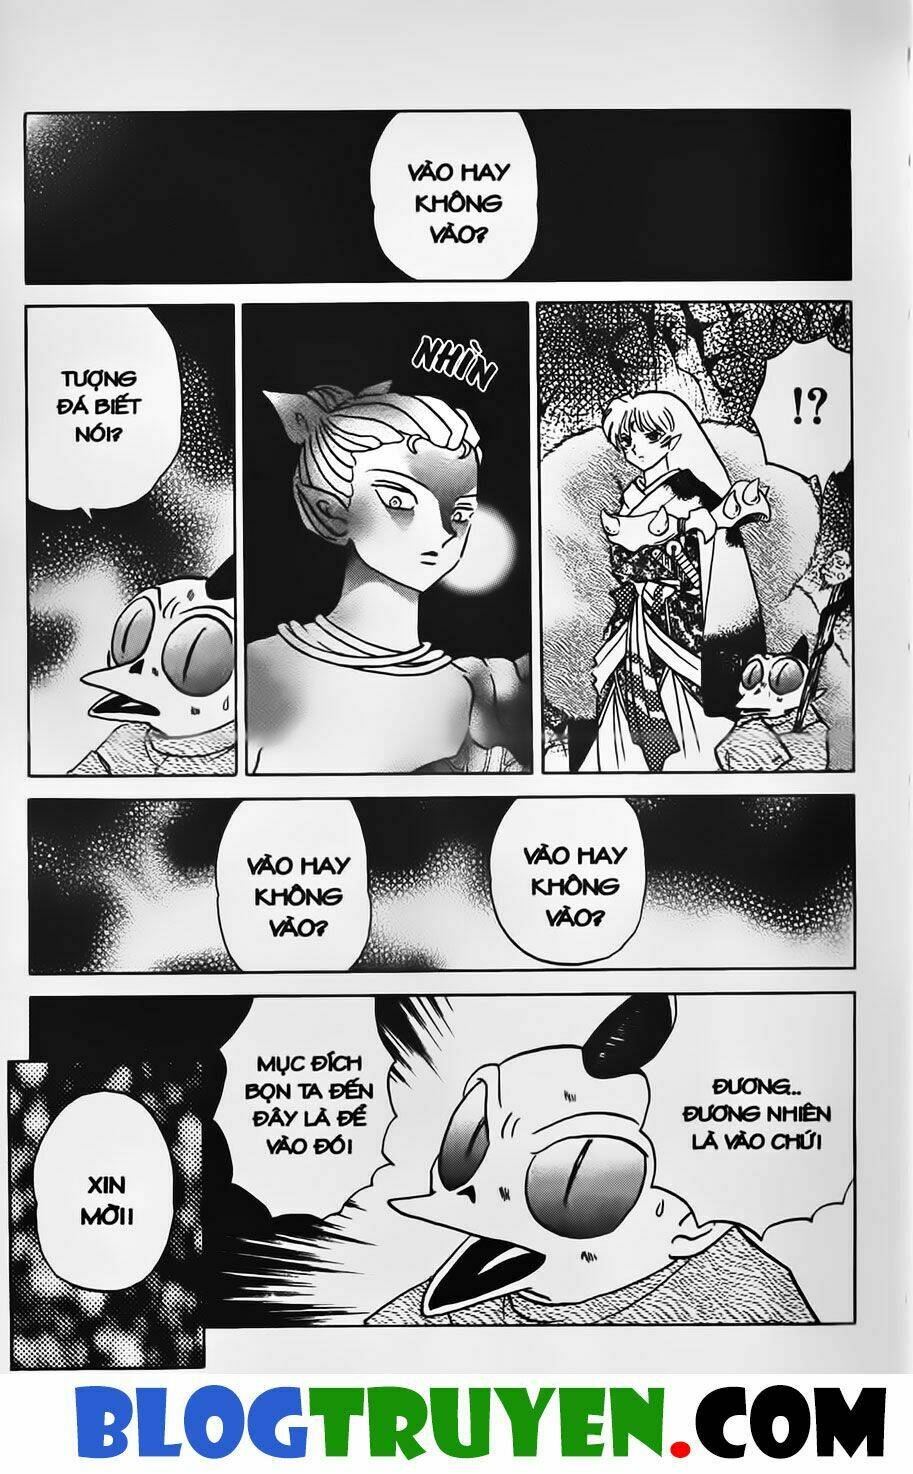 VÀO HAY
KHÔNG
VÀO?
!?
NHÌN
TƯỢNG
ĐÁ BIẾT
NÓI?
VÀO HAY
KHÔNG
VÀO?
VÀO HAY
KHÔNG
VÀO?
ĐƯƠNG..
ĐƯƠNG NHIÊN
LÀ VÀO CHỨ!
MỤC ĐÍCH
BỌN TA ĐẾN
ĐÂY LÀ ĐỂ
VÀO ĐÓ!
XIN
MỜI!
BLOGTRUYEN.COM